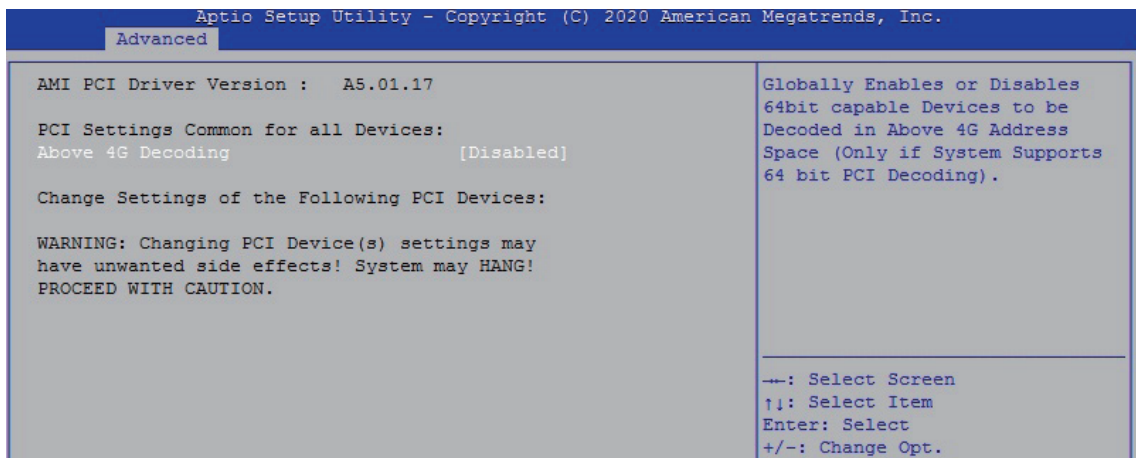 Aptio Setup Utility - Copyright (C) 2020 American Megatrends, Inc.
Advanced
AMI PCI Driver Version :   A5.01.17
PCI Settings Common for all Devices:
Above 4G Decoding   [Disabled]
Change Settings of the Following PCI Devices:
WARNING: Changing PCI Device(s) settings may
have unwanted side effects! System may HANG!
PROCEED WITH CAUTION.
Globally Enables or Disables
64bit capable Devices to be
Decoded in Above 4G Address
Space (Only if System Supports
64 bit PCI Decoding).
→←: Select Screen
↑↓: Select Item
Enter: Select
+/-: Change Opt.